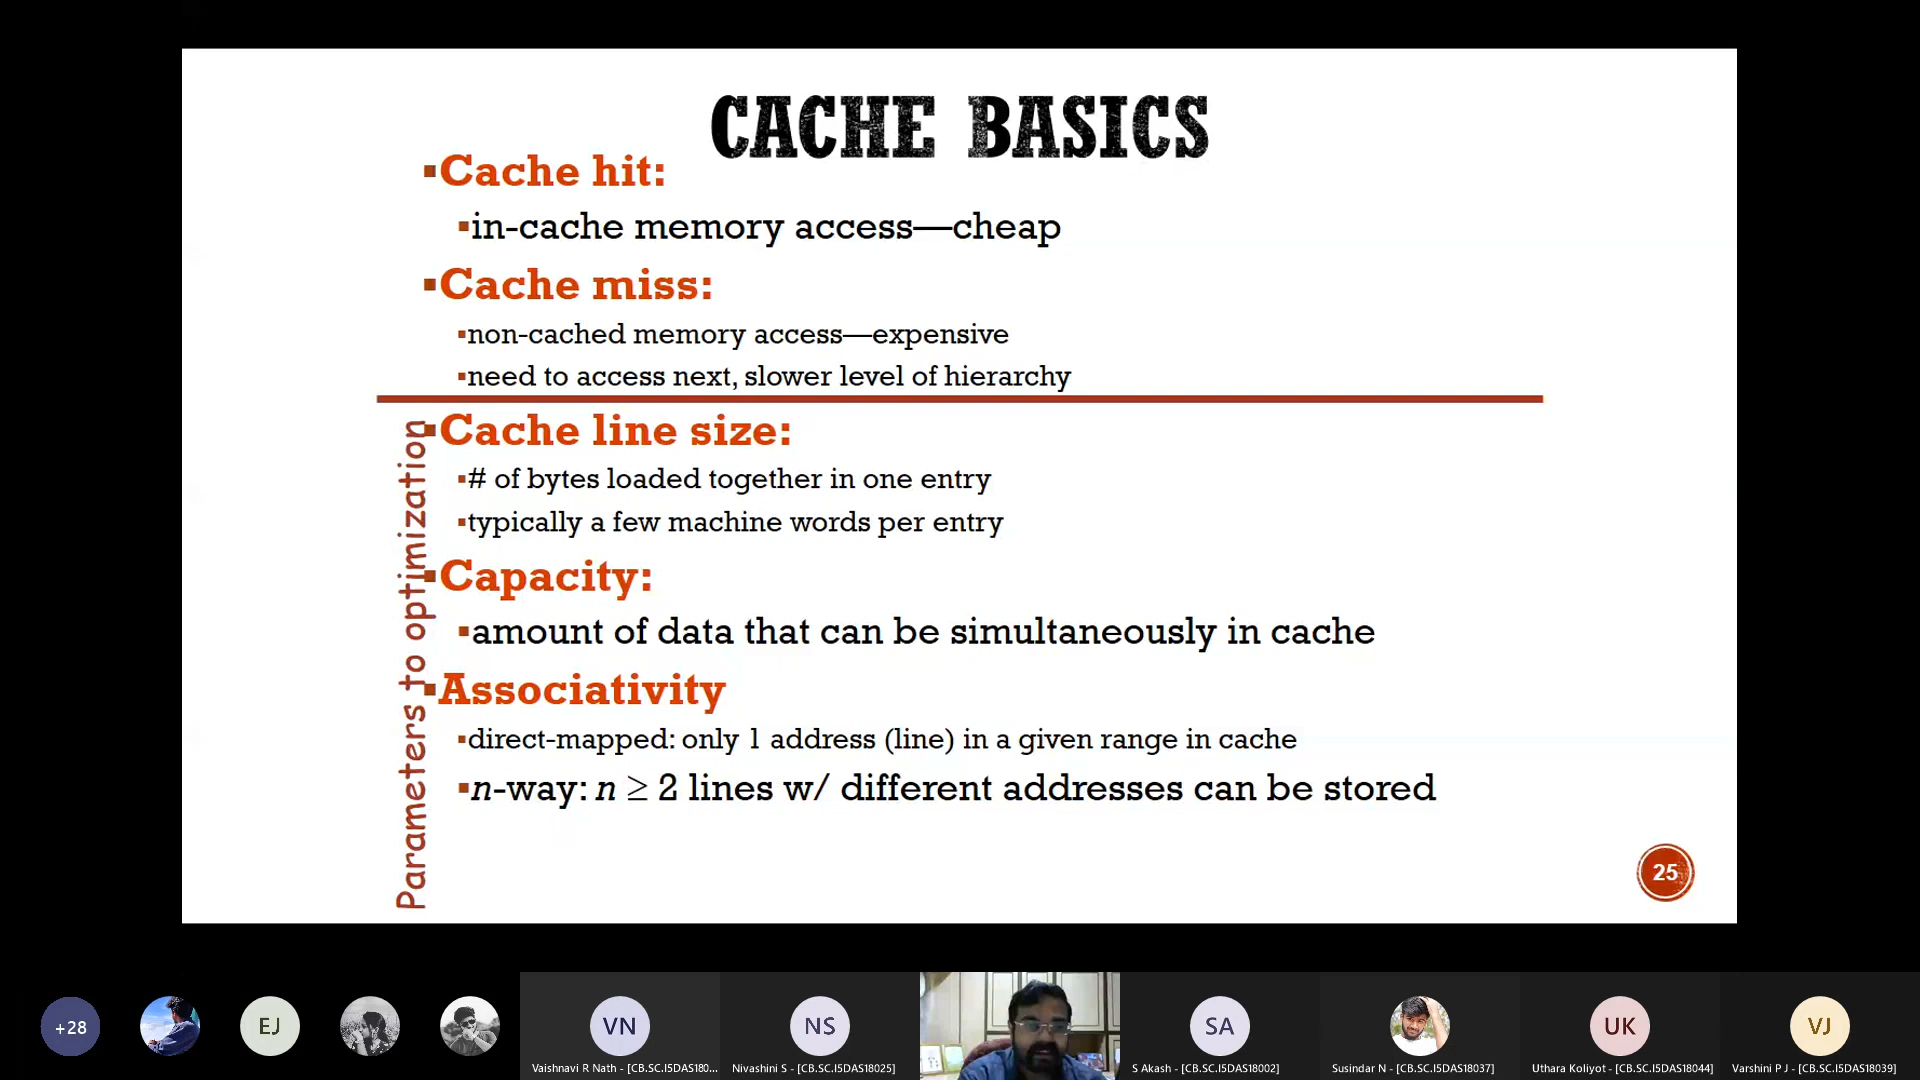 CACHE BASICS
▪Cache hit:
▪in-cache memory access—cheap
▪Cache miss:
▪non-cached memory access—expensive
▪need to access next, slower level of hierarchy
Parameters to optimization
▪Cache line size:
▪# of bytes loaded together in one entry
▪typically a few machine words per entry
▪Capacity:
▪amount of data that can be simultaneously in cache
▪Associativity
▪direct-mapped: only 1 address (line) in a given range in cache
▪n-way: n ≥ 2 lines w/ different addresses can be stored
25
+28
EJ
VN
NS
SA
UK
VJ
Vaishnavi R Nath - [CB.SC.I5DAS180...
Nivashini S - [CB.SC.I5DAS18025]
S Akash - [CB.SC.I5DAS18002]
Susindar N - [CB.SC.I5DAS18037]
Uthara Koliyot - [CB.SC.I5DAS18044]
Varshini P J - [CB.SC.I5DAS18039]